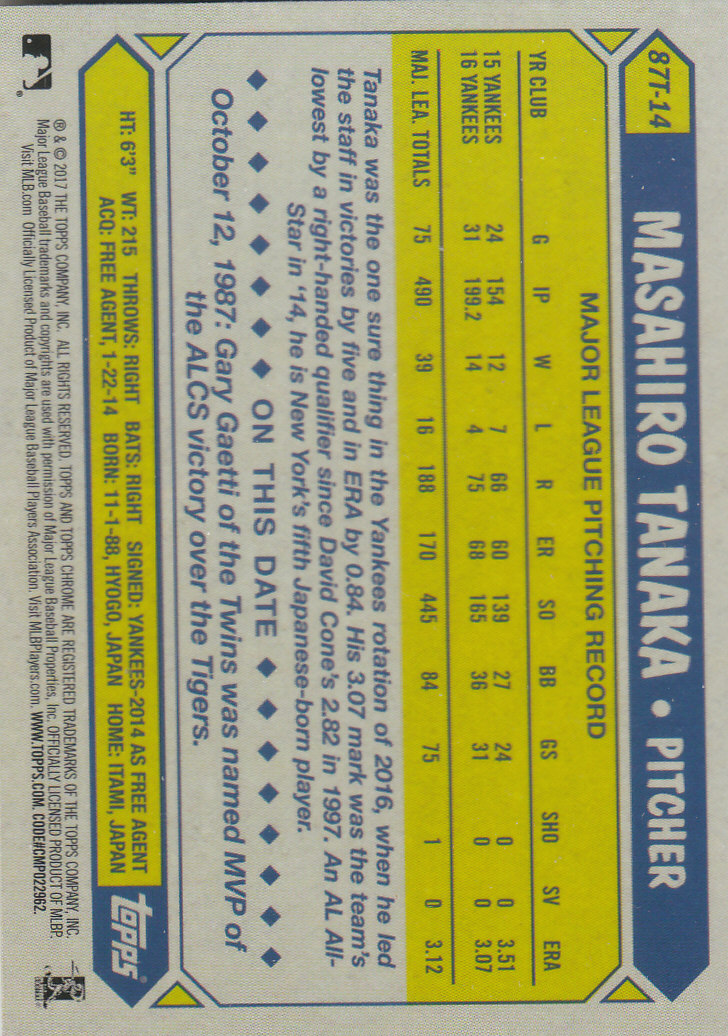 87T-14
MASAHIRO TANAKA • PITCHER
MAJOR LEAGUE PITCHING RECORD
YR CLUB G IP W L R ER SO BB GS SHO SV ERA
15 YANKEES 24 154 12 7 66 60 139 27 24 0 0 3.51
16 YANKEES 31 199.2 14 4 75 68 165 36 31 0 0 3.07
MAJ. LEA. TOTALS 75 490 39 16 188 170 445 84 75 1 0 3.12
Tanaka was the one sure thing in the Yankees rotation of 2016, when he led
the staff in victories by five and in ERA by 0.84. His 3.07 mark was the team's
lowest by a right-handed qualifier since David Cone's 2.82 in 1997. An AL All-
Star in '14, he is New York's fifth Japanese-born player.
◆ ◆ ◆ ◆ ◆ ◆ ◆ ◆ ◆ ON THIS DATE ◆ ◆ ◆ ◆ ◆ ◆ ◆ ◆ ◆
October 12, 1987: Gary Gaetti of the Twins was named MVP of
the ALCS victory over the Tigers.
HT: 6'3" WT: 215 THROWS: RIGHT BATS: RIGHT SIGNED: YANKEES-2014 AS FREE AGENT
ACQ: FREE AGENT, 1-22-14 BORN: 11-1-88, HYOGO, JAPAN HOME: ITAMI, JAPAN
topps®
® & © 2017 THE TOPPS COMPANY, INC. ALL RIGHTS RESERVED. TOPPS AND TOPPS CHROME ARE REGISTERED TRADEMARKS OF THE TOPPS COMPANY, INC.
Major League Baseball trademarks and copyrights are used with permission of Major League Baseball Properties, Inc. OFFICIALLY LICENSED PRODUCT OF MLBP.
Visit MLB.com Officially Licensed Product of Major League Baseball Players Association. Visit MLBPlayers.com. WWW.TOPPS.COM. CODE#CMP022962.